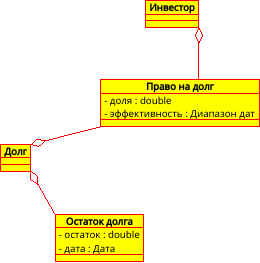 Инвестор
Право на долг
- доля : double
- эффективность : Диапазон дат
Долг
Остаток долга
- остаток : double
- дата : Дата